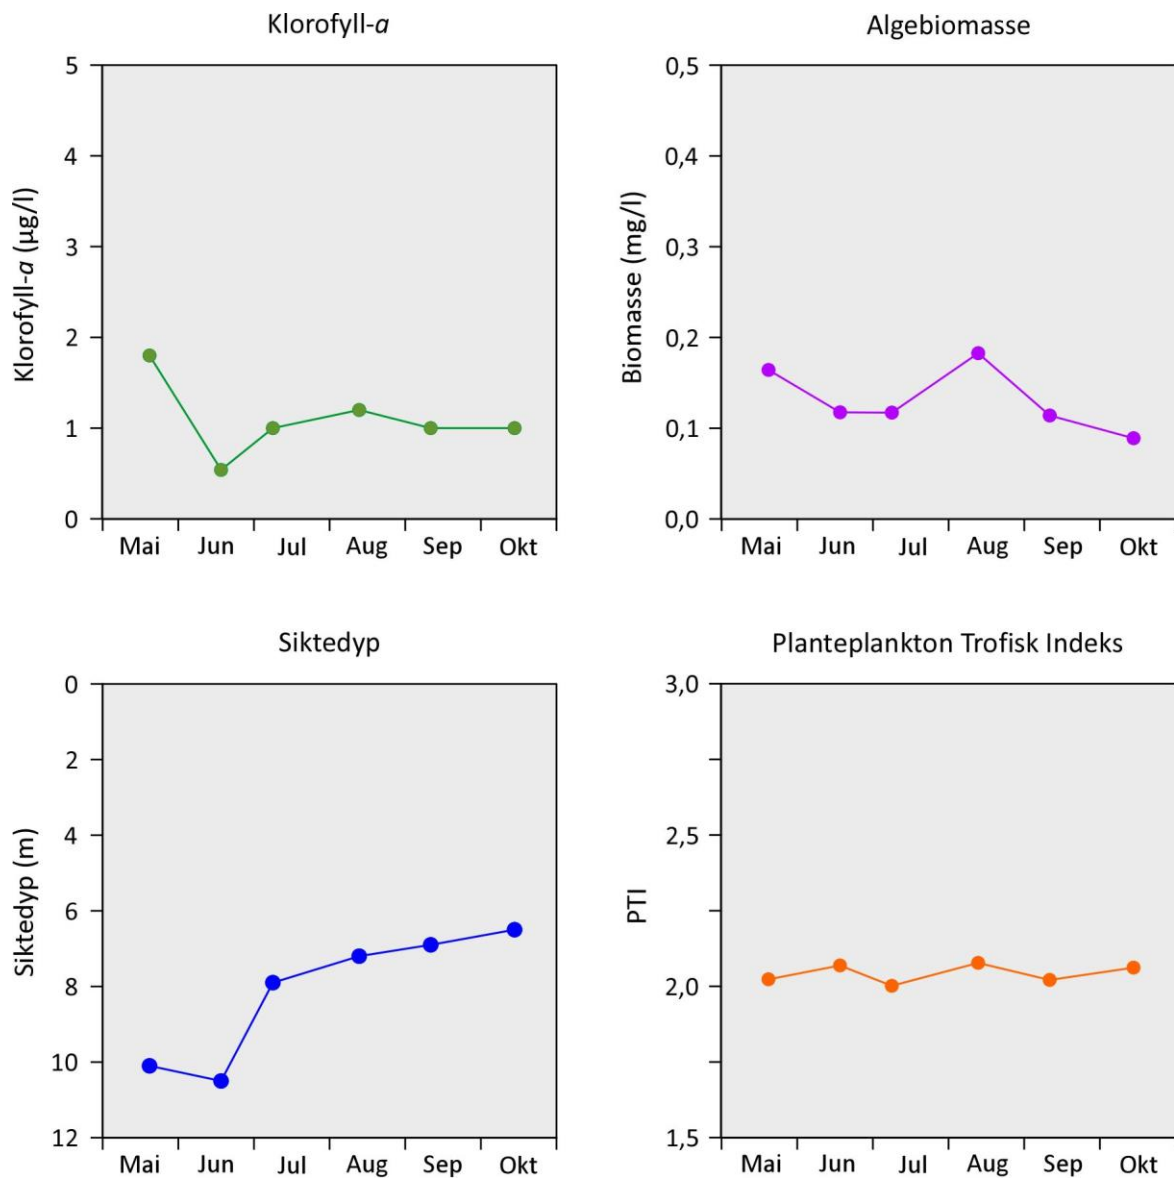 Klorofyll-a
Klorofyll-a (µg/l)
5
4
3
2
1
0
Mai Jun Jul Aug Sep Okt
Algebiomasse
Biomasse (mg/l)
0,5
0,4
0,3
0,2
0,1
0,0
Mai Jun Jul Aug Sep Okt
Siktedyp
Siktedyp (m)
0
2
4
6
8
10
12
Mai Jun Jul Aug Sep Okt
Planteplankton Trofisk Indeks
PTI
3,0
2,5
2,0
1,5
Mai Jun Jul Aug Sep Okt